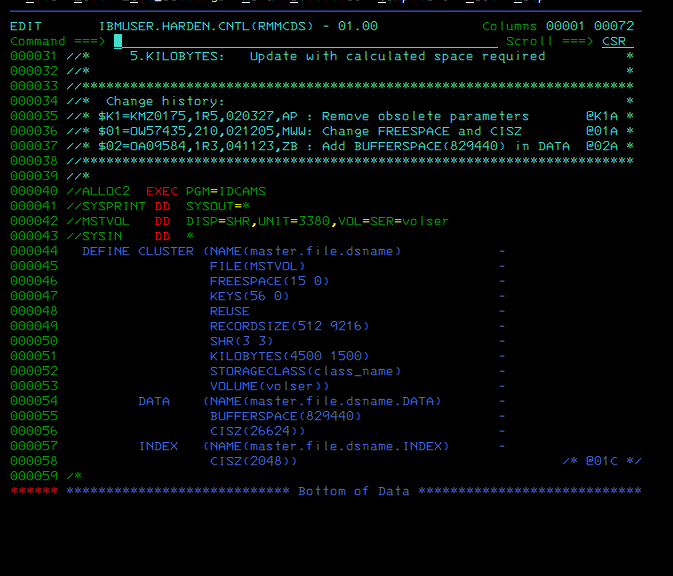 EDIT IBMUSER.HARDEN.CNTL(RMMCDS) - 01.00 Columns 00001 00072
Command ===> Scroll ===> CSR
000031 //* 5.KILOBYTES: Update with calculated space required *
000032 //* *
000033 //***********************************************************************
000034 //* Change history: *
000035 //* $K1=KMZ0175,1R5,020327,AP : Remove obsolete parameters @K1A *
000036 //* $01=OW57435,210,021205,MWW: Change FREESPACE and CISZ @01A *
000037 //* $02=OA09584,1R3,041123,ZB : Add BUFFERSPACE(829440) in DATA @02A *
000038 //***********************************************************************
000039 //*
000040 //ALLOC2 EXEC PGM=IDCAMS
000041 //SYSPRINT DD SYSOUT=*
000042 //MSTVOL DD DISP=SHR,UNIT=3380,VOL=SER=volser
000043 //SYSIN DD *
000044 DEFINE CLUSTER (NAME(master.file.dsname) -
000045 FILE(MSTVOL) -
000046 FREESPACE(15 0) -
000047 KEYS(56 0) -
000048 REUSE -
000049 RECORDSIZE(512 9216) -
000050 SHR(3 3) -
000051 KILOBYTES(4500 1500) -
000052 STORAGECLASS(class_name) -
000053 VOLUME(volser)) -
000054 DATA (NAME(master.file.dsname.DATA) -
000055 BUFFERSPACE(829440) -
000056 CISZ(26624)) -
000057 INDEX (NAME(master.file.dsname.INDEX) -
000058 CISZ(2048)) /* @01C */
000059 /*
****** **************************** Bottom of Data ****************************